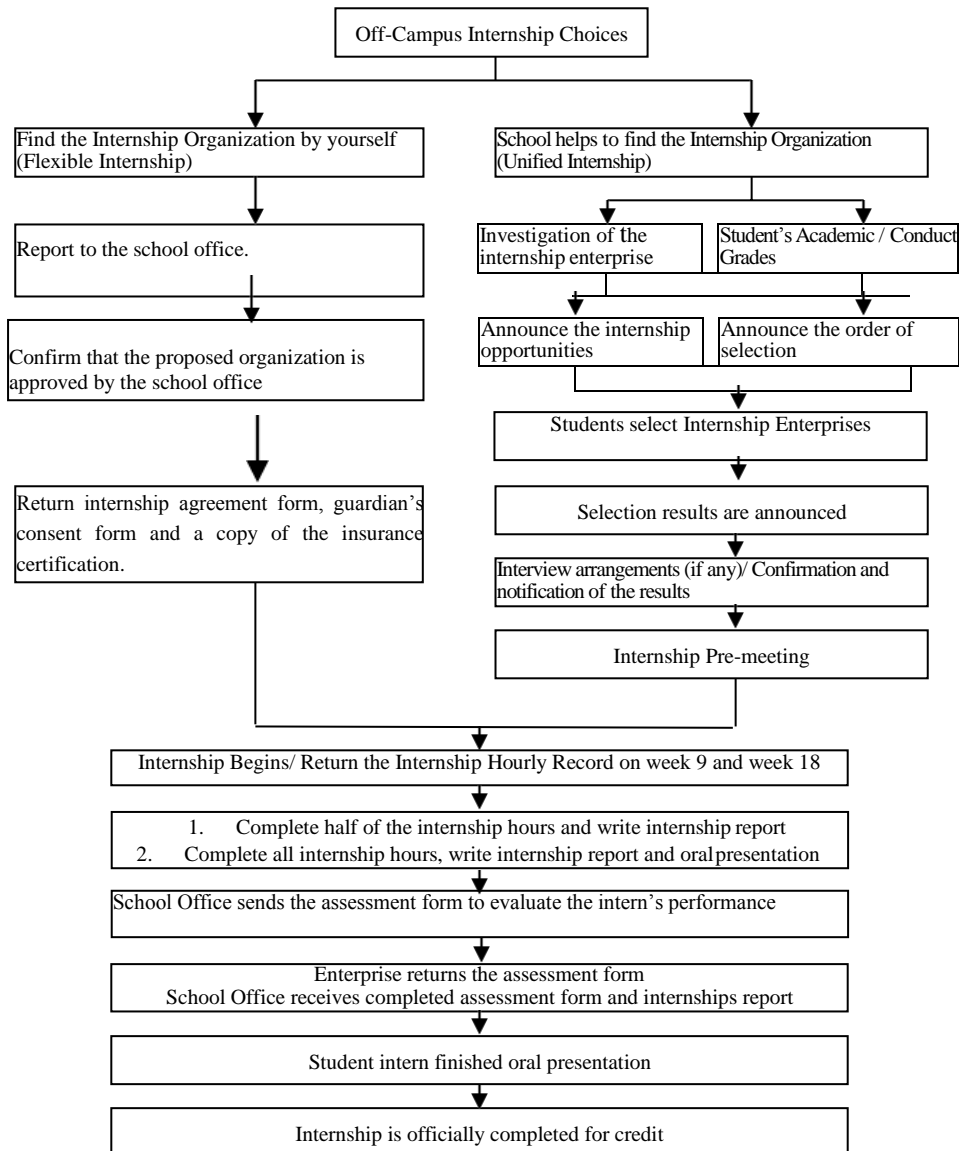 Off-Campus Internship Choices
Find the Internship Organization by yourself
(Flexible Internship)
Report to the school office.
Confirm that the proposed organization is
approved by the school office
Return internship agreement form, guardian's
consent form and a copy of the insurance
certification.
School helps to find the Internship Organization
(Unified Internship)
Investigation of the
internship enterprise
Student's Academic / Conduct
Grades
Announce the internship
opportunities
Announce the order of
selection
Students select Internship Enterprises
Selection results are announced
Interview arrangements (if any)/ Confirmation and
notification of the results
Internship Pre-meeting
Internship Begins/ Return the Internship Hourly Record on week 9 and week 18
1. Complete half of the internship hours and write internship report
2. Complete all internship hours, write internship report and oral presentation
School Office sends the assessment form to evaluate the intern's performance
Enterprise returns the assessment form
School Office receives completed assessment form and internships report
Student intern finished oral presentation
Internship is officially completed for credit